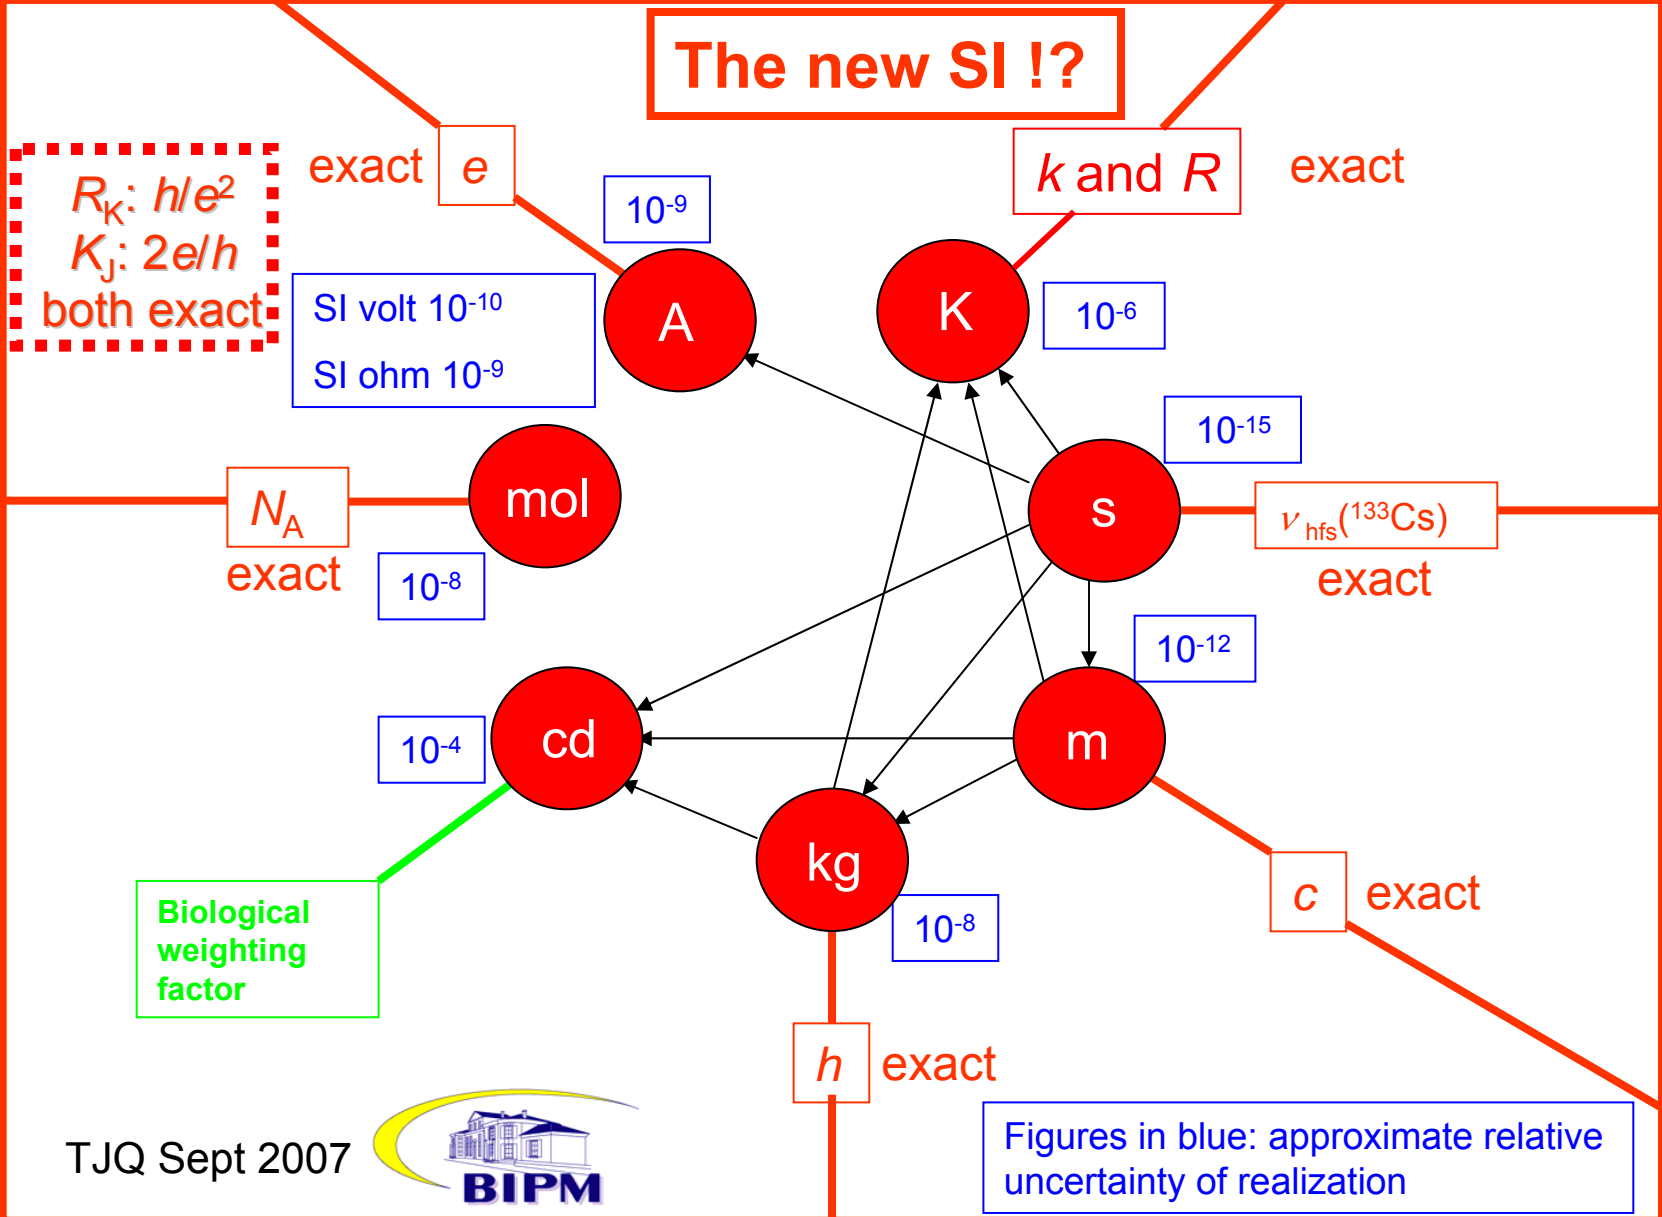 The new SI !?
exact
e
k and R
exact
R_K: h/e²
K_J: 2e/h
both exact
10⁻⁹
SI volt 10⁻¹⁰
SI ohm 10⁻⁹
A
K
10⁻⁶
10⁻¹⁵
N_A
exact
mol
10⁻⁸
s
ν hfs(¹³³Cs)
exact
10⁻¹²
10⁻⁴
cd
m
kg
10⁻⁸
c
exact
Biological
weighting
factor
h
exact
TJQ Sept 2007
BIPM
Figures in blue: approximate relative
uncertainty of realization